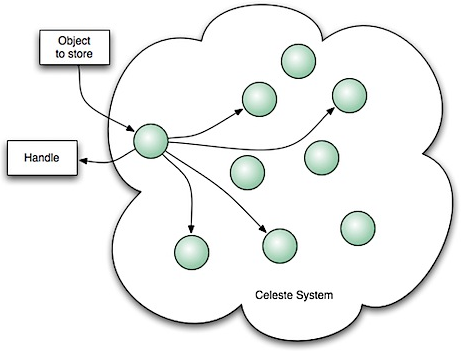 Object
to store
Handle
Celeste System